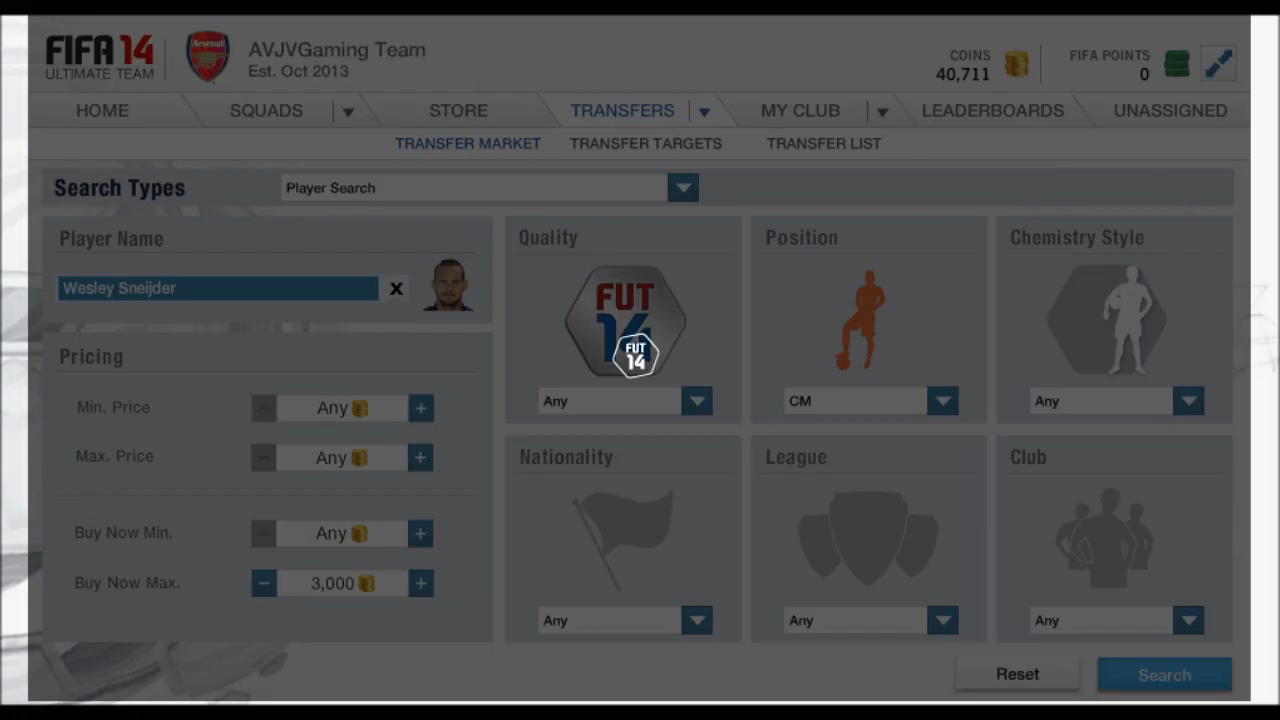 FIFA 14
ULTIMATE TEAM
Arsenal
AVJVGaming Team
Est. Oct 2013
COINS
40,711
FIFA POINTS
0
HOME
SQUADS
STORE
TRANSFERS
MY CLUB
LEADERBOARDS
UNASSIGNED
TRANSFER MARKET
TRANSFER TARGETS
TRANSFER LIST
Search Types
Player Search
Player Name
Wesley Sneijder
X
Pricing
Min. Price
- Any +
Max. Price
- Any +
Buy Now Min.
- Any +
Buy Now Max.
- 3,000 +
Quality
FUT
14
FUT
14
Any
Position
CM
Chemistry Style
Any
Nationality
Any
League
Any
Club
Any
Reset
Search